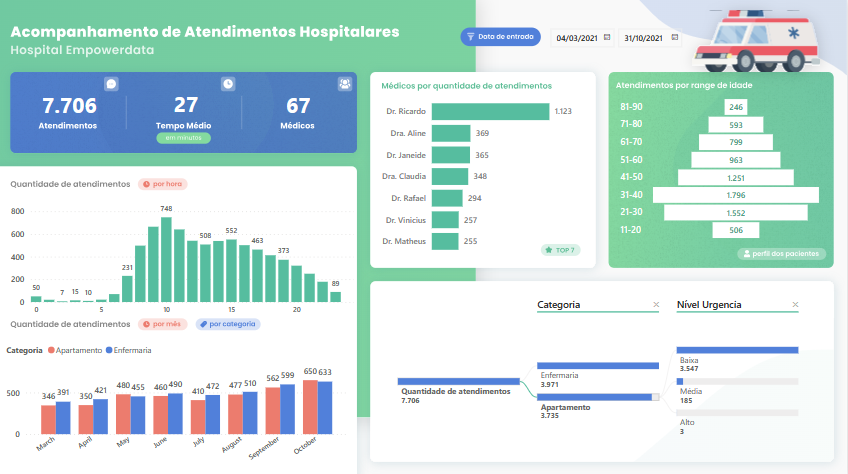 Acompanhamento de Atendimentos Hospitalares
Hospital Empowerdata
Data de entrada
04/03/2021
31/10/2021
7.706
Atendimentos
27
Tempo Médio
em minutos
67
Médicos
Médicos por quantidade de atendimentos
Dr. Ricardo 1.123
Dra. Aline 369
Dr. Janeide 365
Dra. Claudia 348
Dr. Rafael 294
Dr. Vinicius 257
Dr. Matheus 255
TOP 7
Atendimentos por range de idade
81-90 246
71-80 593
61-70 799
51-60 963
41-50 1.251
31-40 1.796
21-30 1.552
11-20 506
perfil dos pacientes
Quantidade de atendimentos por hora
800
600
400
200
0
50 7 15 10 231 748 508 552 463 373 89
0 5 10 15 20
Quantidade de atendimentos por mês por categoria
Categoria Apartamento Enfermaria
500
0
346 391 350 421 480 455 460 490 410 472 477 510 562 599 650 633
March April May June July August September October
Categoria
Nível Urgencia
Quantidade de atendimentos
7.706
Enfermaria
3.971
Apartamento
3.735
Baixa
3.547
Média
185
Alto
3